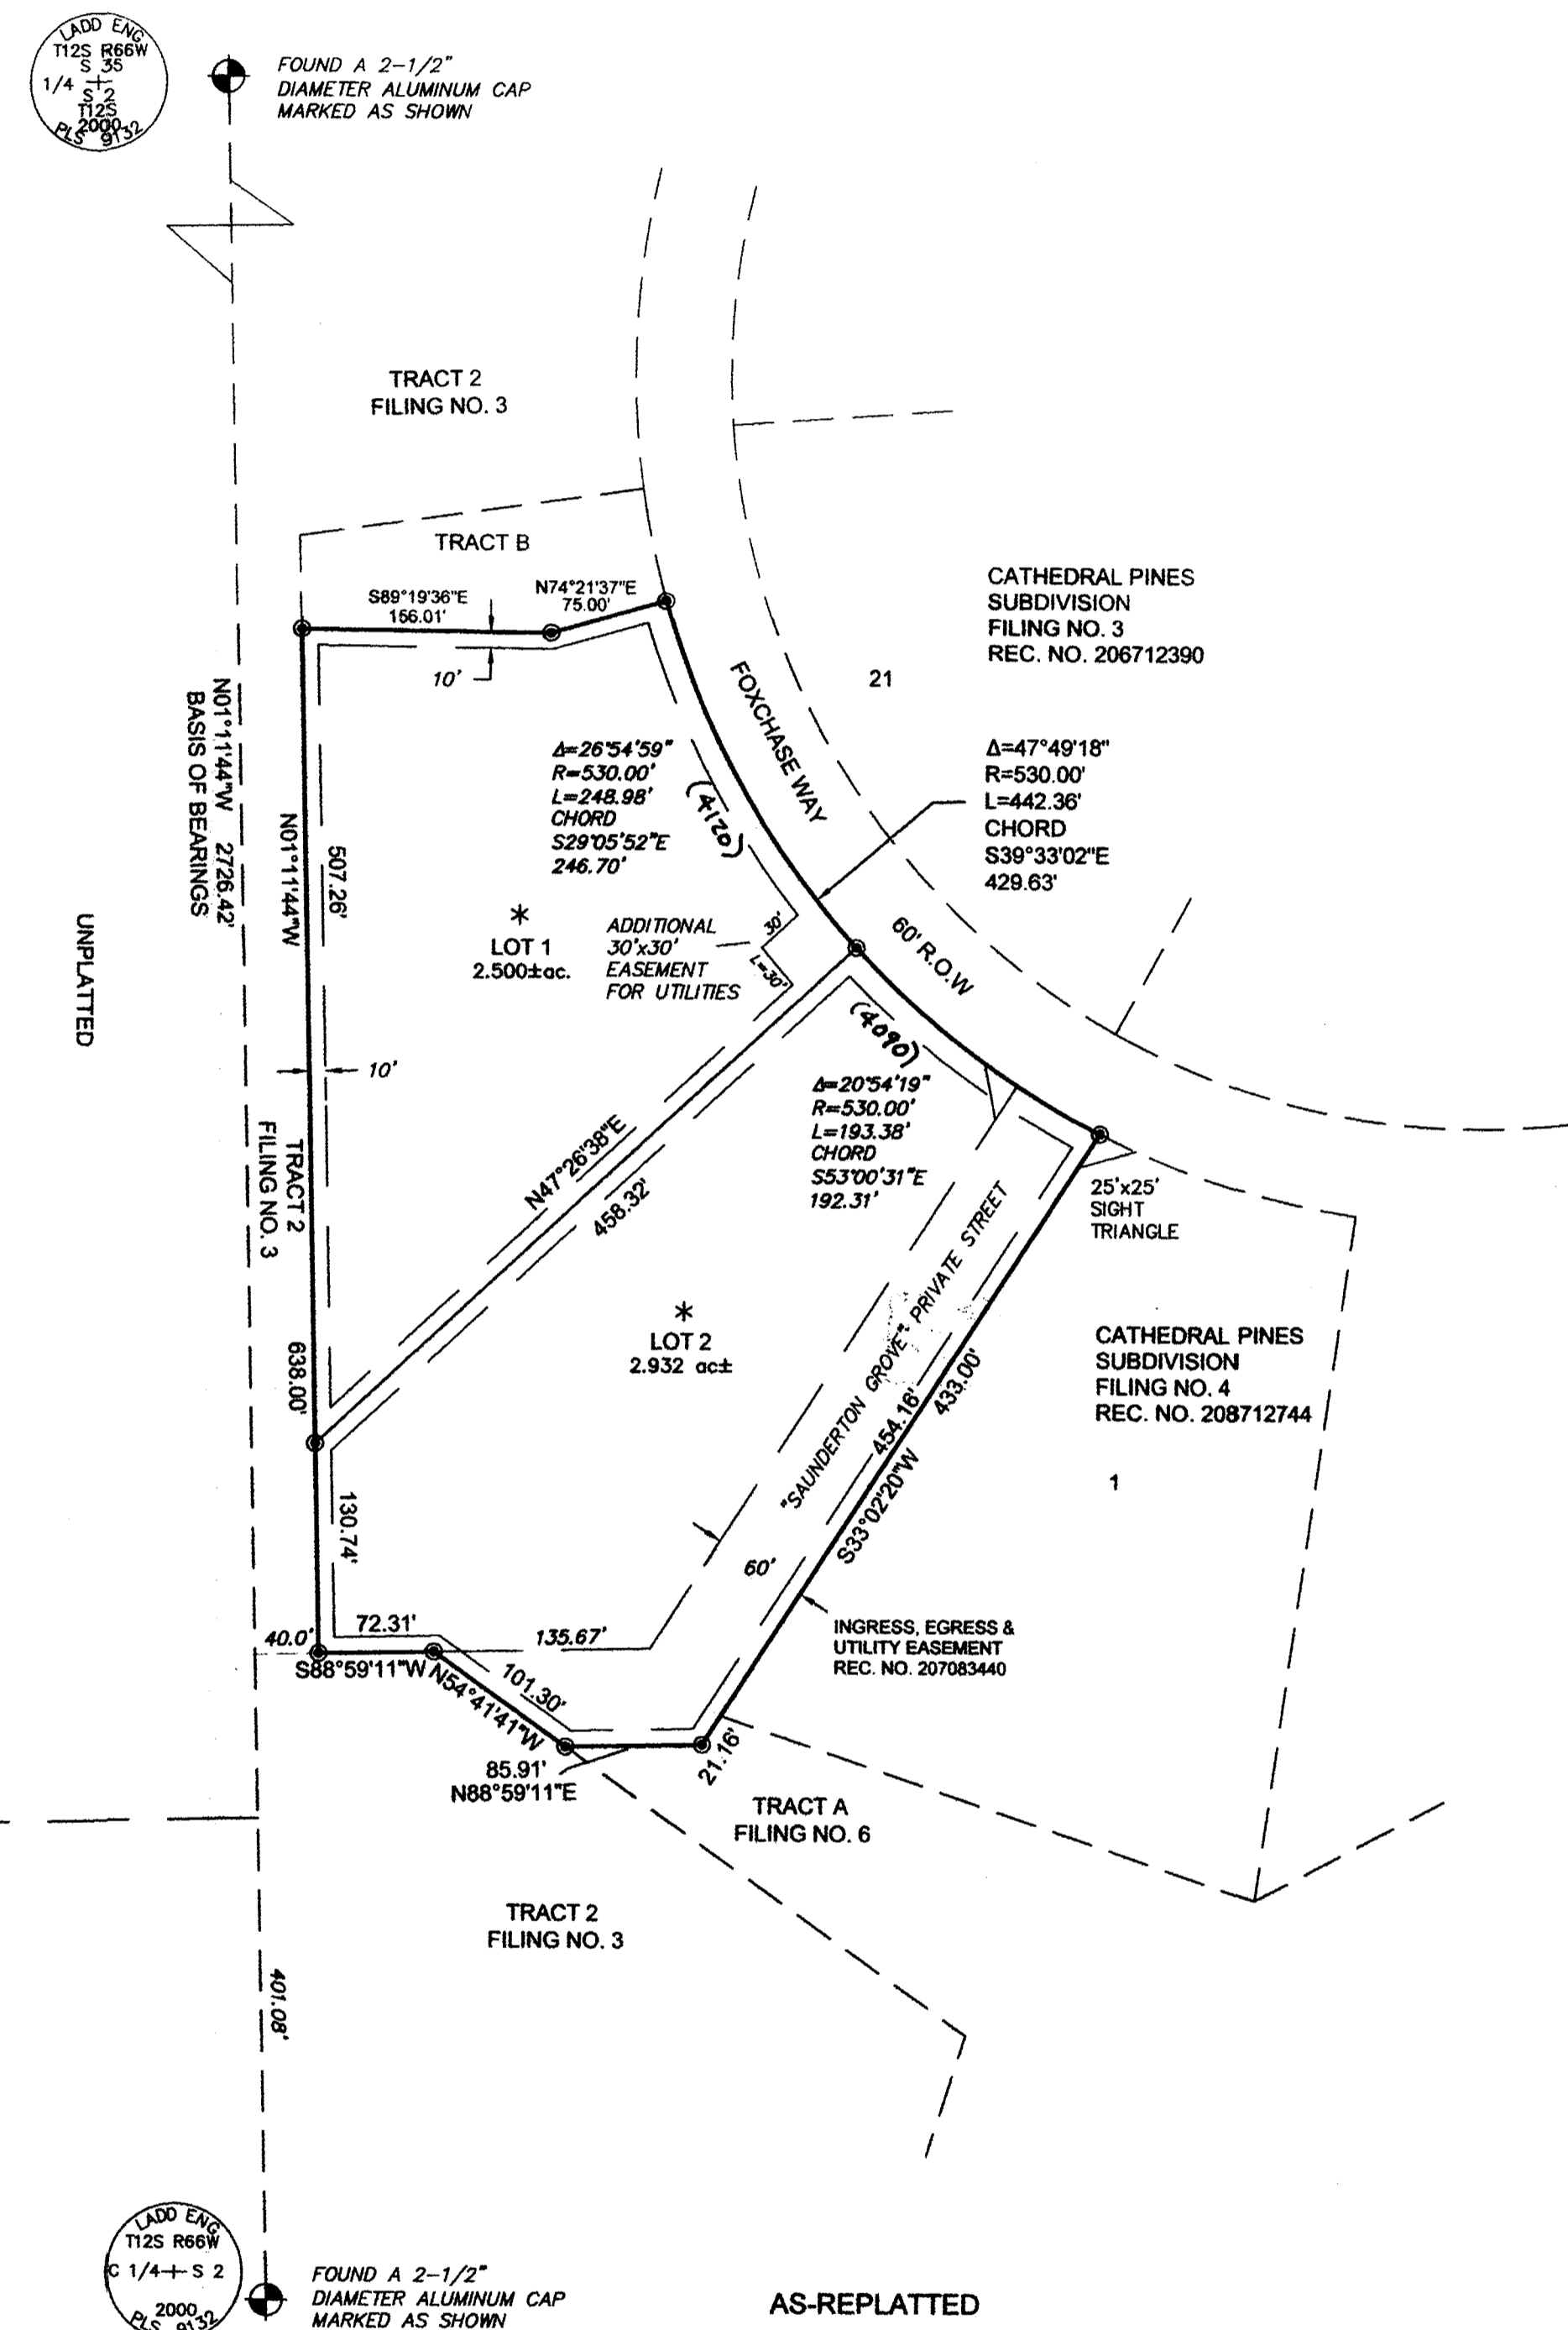 LADD ENG
T12S R66W
S 35
1/4
S 2
T12S
2000
PLS 9132
FOUND A 2-1/2"
DIAMETER ALUMINUM CAP
MARKED AS SHOWN
TRACT 2
FILING NO. 3
TRACT B
S89°19'36"E
156.01'
N74°21'37"E
75.00'
10'
CATHEDRAL PINES
SUBDIVISION
FILING NO. 3
REC. NO. 206712390
21
FOXCHASE WAY
Δ=26°54'59"
R=530.00'
L=248.98'
CHORD
S29°05'52"E
246.70'
(4120)
Δ=47°49'18"
R=530.00'
L=442.36'
CHORD
S39°33'02"E
429.63'
N01°11'44"W 2726.42'
BASIS OF BEARINGS
N01°11'44"W
507.26'
UNPLATTED
*
LOT 1
2.500±ac.
ADDITIONAL
30'x30'
EASEMENT
FOR UTILITIES
30'
L=30'
60' R.O.W
(4090)
10'
Δ=20°54'19"
R=530.00'
L=193.38'
CHORD
S53°00'31"E
192.31'
N47°26'38"E
458.32'
TRACT 2
FILING NO. 3
25'x25'
SIGHT
TRIANGLE
*
LOT 2
2.932 ac±
"SAUNDERTON GROVE" PRIVATE STREET
638.00'
454.16'
433.00'
S33°02'20"W
CATHEDRAL PINES
SUBDIVISION
FILING NO. 4
REC. NO. 208712744
1
130.74'
60'
INGRESS, EGRESS &
UTILITY EASEMENT
REC. NO. 207083440
40.0'
72.31'
135.67'
S88°59'11"W
N54°41'41"W
101.30'
85.91'
N88°59'11"E
21.16'
TRACT A
FILING NO. 6
TRACT 2
FILING NO. 3
401.08'
LADD ENG
T12S R66W
C 1/4 S 2
2000
PLS 9132
FOUND A 2-1/2"
DIAMETER ALUMINUM CAP
MARKED AS SHOWN
AS-REPLATTED